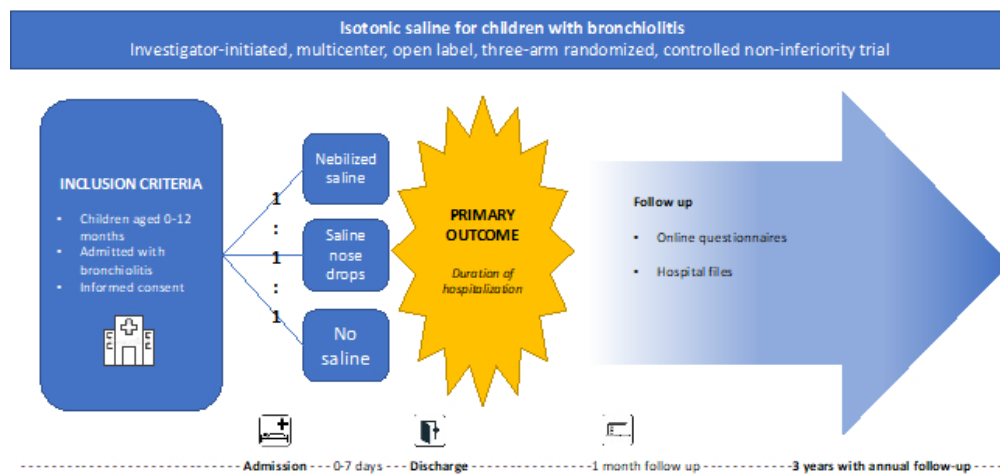 Isotonic saline for children with bronchiolitis
Investigator-initiated, multicenter, open label, three-arm randomized, controlled non-inferiority trial
INCLUSION CRITERIA
• Children aged 0-12
months
• Admitted with
bronchiolitis
• Informed consent
1
:
1
:
1
Nebilized
saline
Saline
nose
drops
No
saline
PRIMARY
OUTCOME
Duration of
hospitalization
Follow up
• Online questionnaires
• Hospital files
Admission 0-7 days Discharge 1 month follow up 3 years with annual follow-up